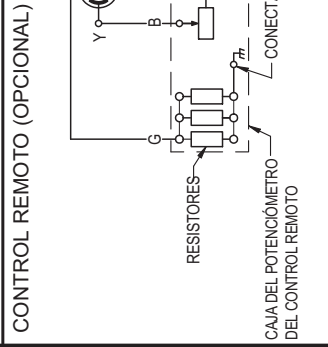 CONTROL REMOTO (OPCIONAL)
Y
B
G
CONECT.
RESISTORES
CAJA DEL POTENCIÓMETRO
DEL CONTROL REMOTO